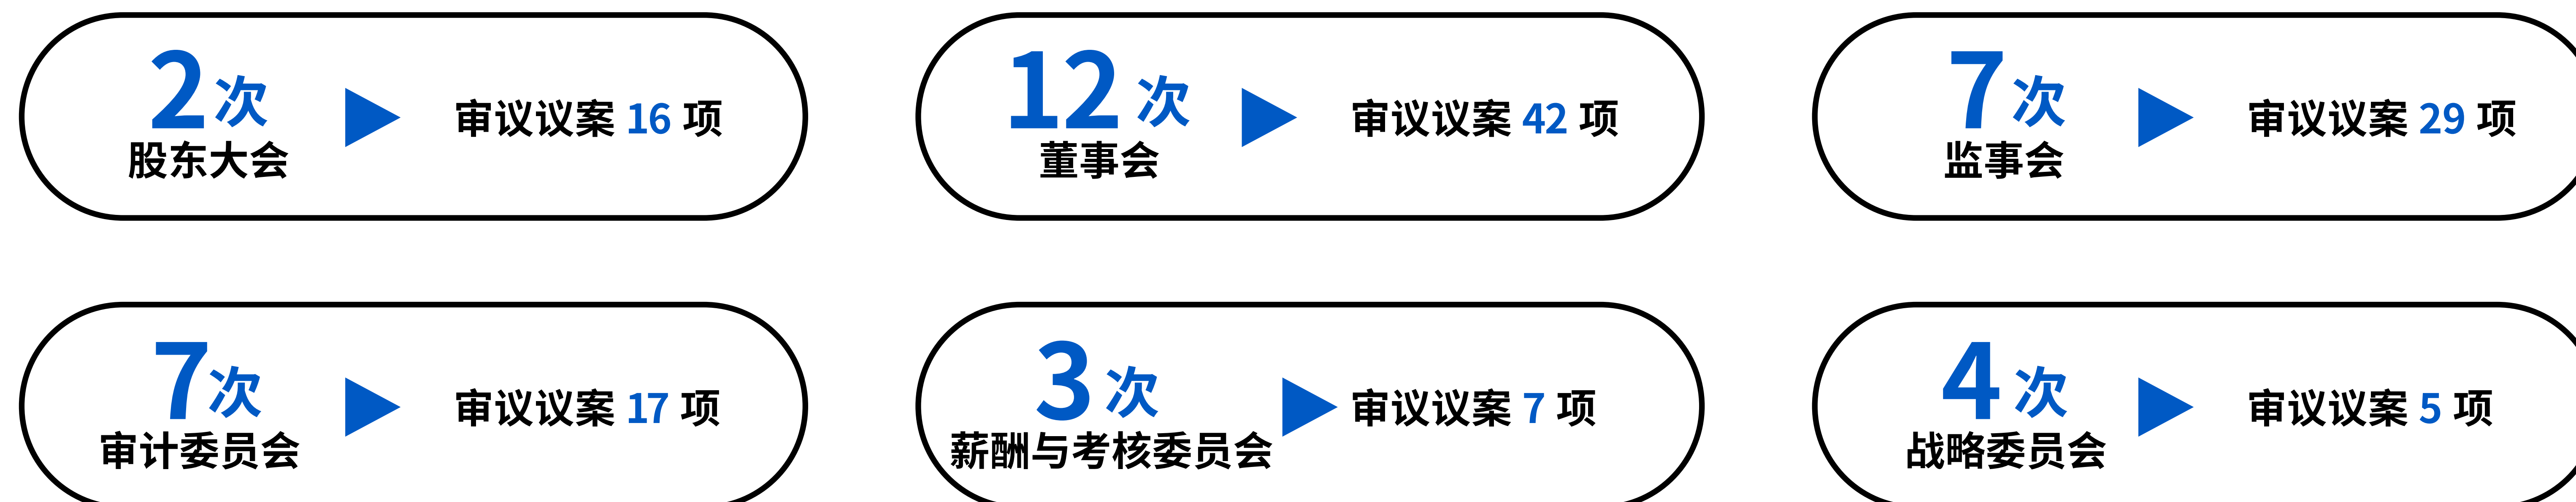 2 次
股东大会
审议议案 16 项
12 次
董事会
审议议案 42 项
7 次
监事会
审议议案 29 项
7次
审计委员会
审议议案 17 项
3 次
薪酬与考核委员会
审议议案 7 项
4 次
战略委员会
审议议案 5 项